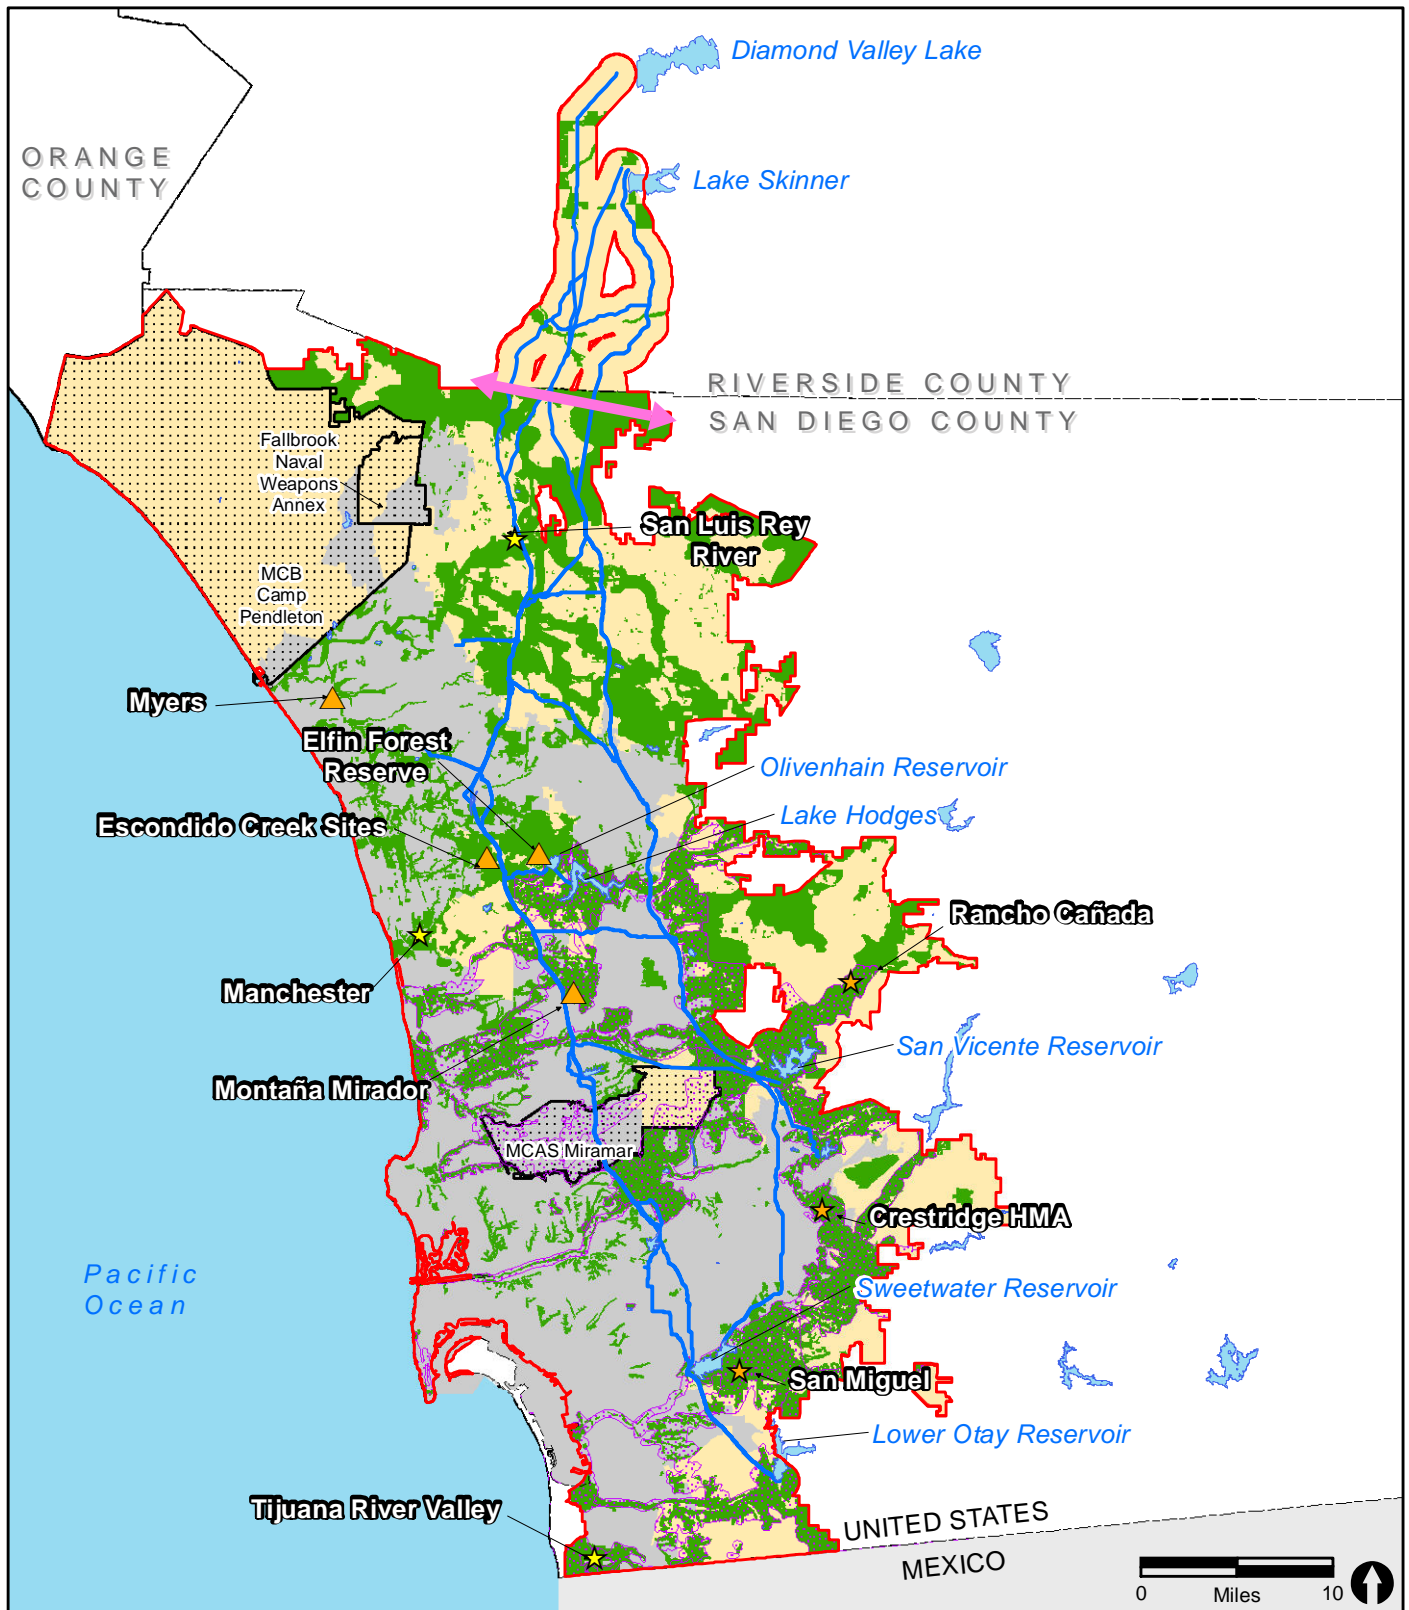 Diamond Valley Lake
ORANGE
COUNTY
Lake Skinner
RIVERSIDE COUNTY
SAN DIEGO COUNTY
Fallbrook
Naval
Weapons
Annex
San Luis Rey
River
MCB
Camp
Pendleton
Myers
Elfin Forest
Reserve
Olivenhain Reservoir
Lake Hodges
Escondido Creek Sites
Rancho Cañada
Manchester
San Vicente Reservoir
Montaña Mirador
MCAS Miramar
Crestridge HMA
Pacific
Ocean
Sweetwater Reservoir
San Miguel
Lower Otay Reservoir
Tijuana River Valley
UNITED STATES
MEXICO
0 Miles 10